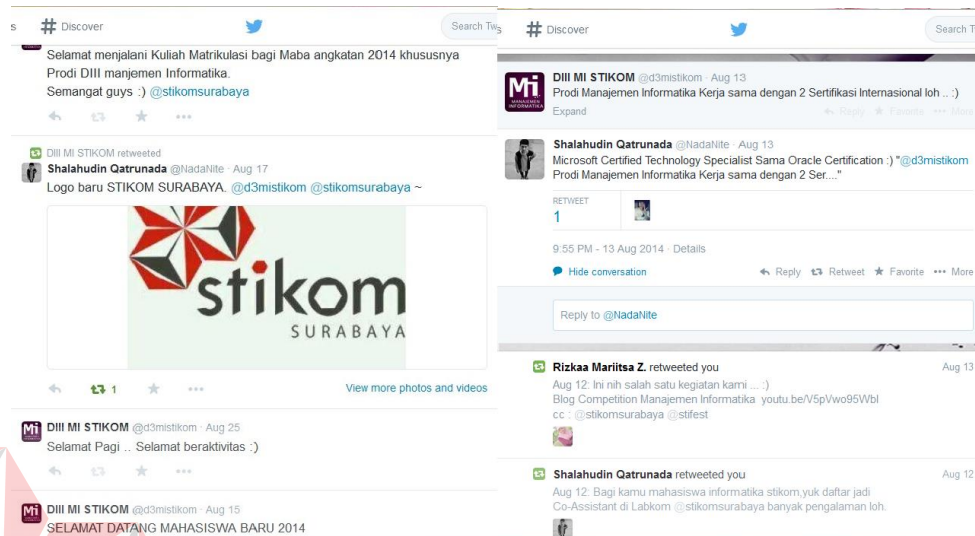 s # Discover Search Tw
Selamat menjalani Kuliah Matrikulasi bagi Maba angkatan 2014 khususnya
Prodi DIII manjemen Informatika.
Semangat guys :) @stikomsurabaya
DIII MI STIKOM retweeted
Shalahudin Qatrunada @NadaNite · Aug 17
Logo baru STIKOM SURABAYA. @d3mistikom @stikomsurabaya ~
stikom
SURABAYA
1 View more photos and videos
DIII MI STIKOM @d3mistikom · Aug 25
Selamat Pagi .. Selamat beraktivitas :)
DIII MI STIKOM @d3mistikom · Aug 15
SELAMAT DATANG MAHASISWA BARU 2014
s # Discover Search T
Mi
MANAJEMEN
INFORMATIKA
DIII MI STIKOM @d3mistikom · Aug 13
Prodi Manajemen Informatika Kerja sama dengan 2 Sertifikasi Internasional loh .. :)
Expand Reply Favorite More
Shalahudin Qatrunada @NadaNite · Aug 13
Microsoft Certified Technology Specialist Sama Oracle Certification :) "@d3mistikom
Prodi Manajemen Informatika Kerja sama dengan 2 Ser...."
RETWEET
1
9:55 PM - 13 Aug 2014 · Details
Hide conversation Reply Retweet Favorite More
Reply to @NadaNite
Rizkaa Mariitsa Z. retweeted you Aug 13
Aug 12: Ini nih salah satu kegiatan kami ... :)
Blog Competition Manajemen Informatika youtu.be/V5pVwo95WbI
cc : @stikomsurabaya @stifest
Shalahudin Qatrunada retweeted you Aug 12
Aug 12: Bagi kamu mahasiswa informatika stikom,yuk daftar jadi
Co-Assistant di Labkom @stikomsurabaya banyak pengalaman loh.